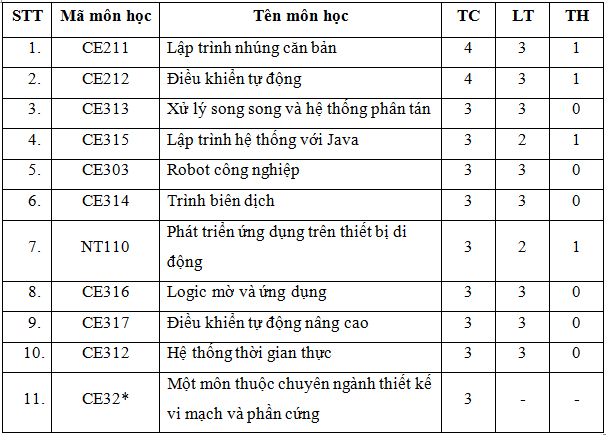 STT Mã môn học Tên môn học TC LT TH
1. CE211 Lập trình nhúng căn bản 4 3 1
2. CE212 Điều khiển tự động 4 3 1
3. CE313 Xử lý song song và hệ thống phân tán 3 3 0
4. CE315 Lập trình hệ thống với Java 3 2 1
5. CE303 Robot công nghiệp 3 3 0
6. CE314 Trình biên dịch 3 3 0
7. NT110 Phát triển ứng dụng trên thiết bị di
động 3 2 1
8. CE316 Logic mờ và ứng dụng 3 3 0
9. CE317 Điều khiển tự động nâng cao 3 3 0
10. CE312 Hệ thống thời gian thực 3 3 0
11. CE32* Một môn thuộc chuyên ngành thiết kế
vi mạch và phần cứng 3 - -